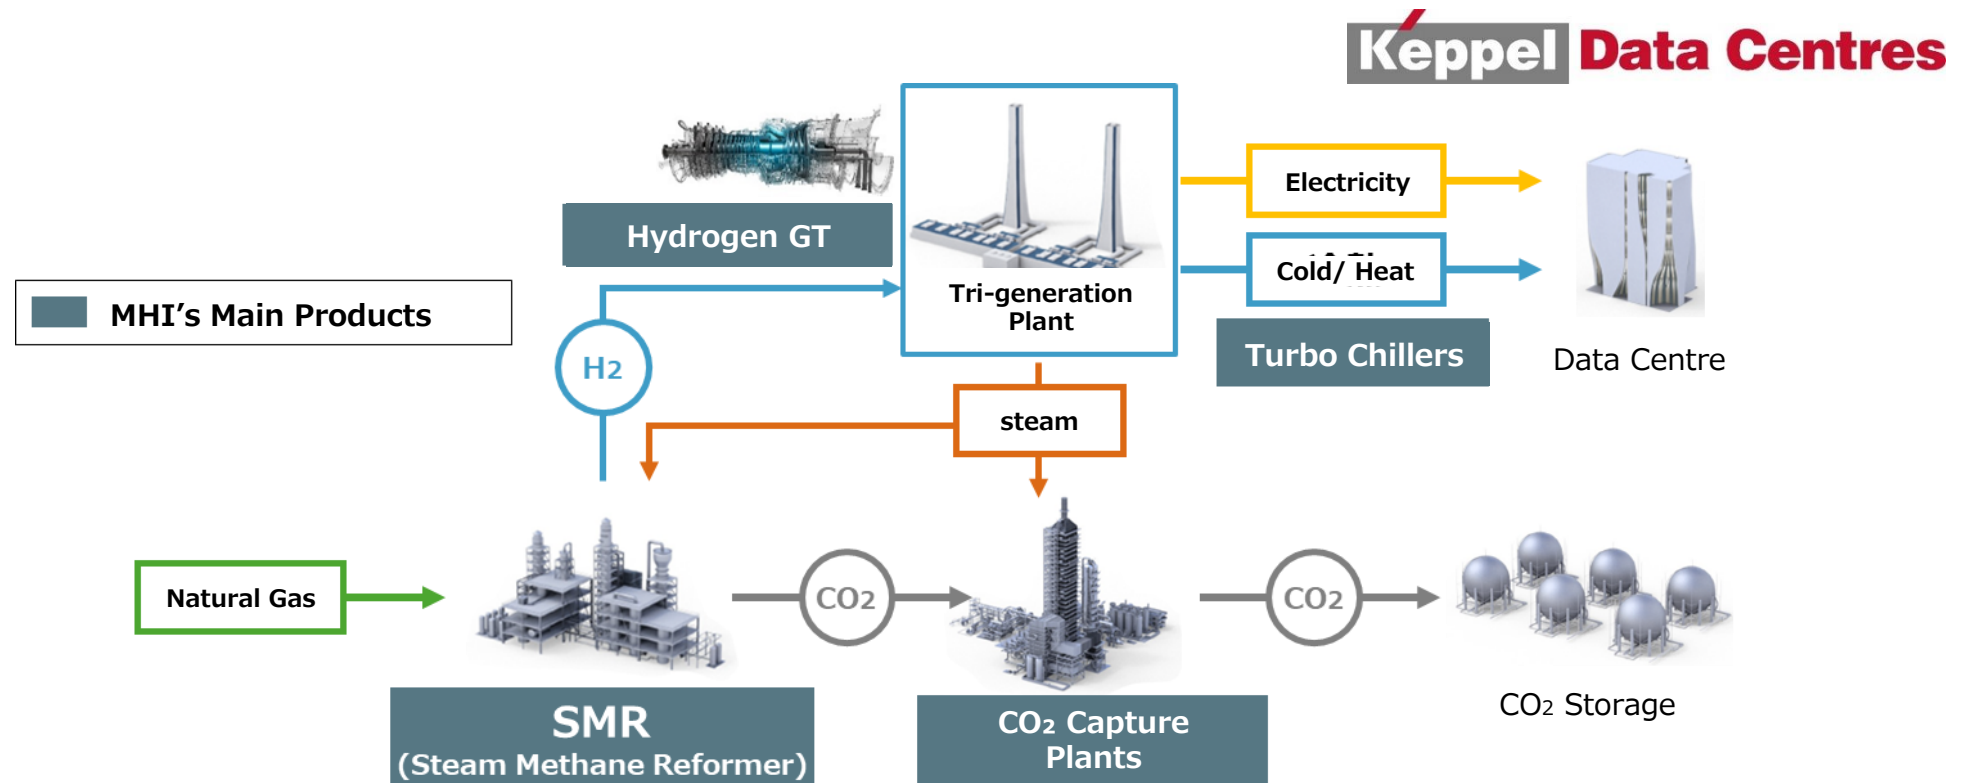 Keppel Data Centres
Electricity
Hydrogen GT
Cold/ Heat
Tri-generation
Plant
MHI’s Main Products
Turbo Chillers
Data Centre
H2
steam
Natural Gas
CO2
CO2
CO2 Storage
SMR
(Steam Methane Reformer)
CO₂ Capture
Plants